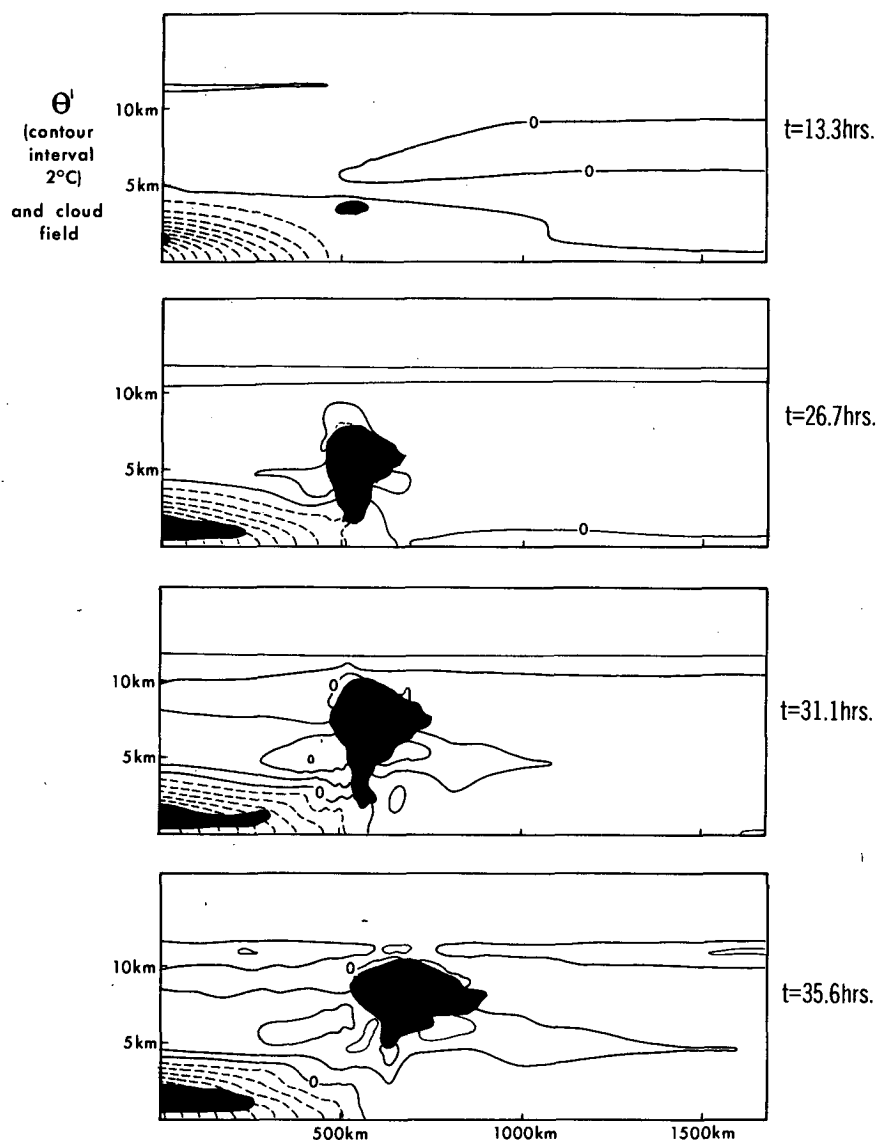 θ'
(contour
interval
2°C)
and cloud
field
10km
5km
0
0
t=13.3hrs.
10km
5km
0
t=26.7hrs.
10km
5km
0
0
0
t=31.1hrs.
10km
5km
0
0
t=35.6hrs.
500km
1000km
1500km